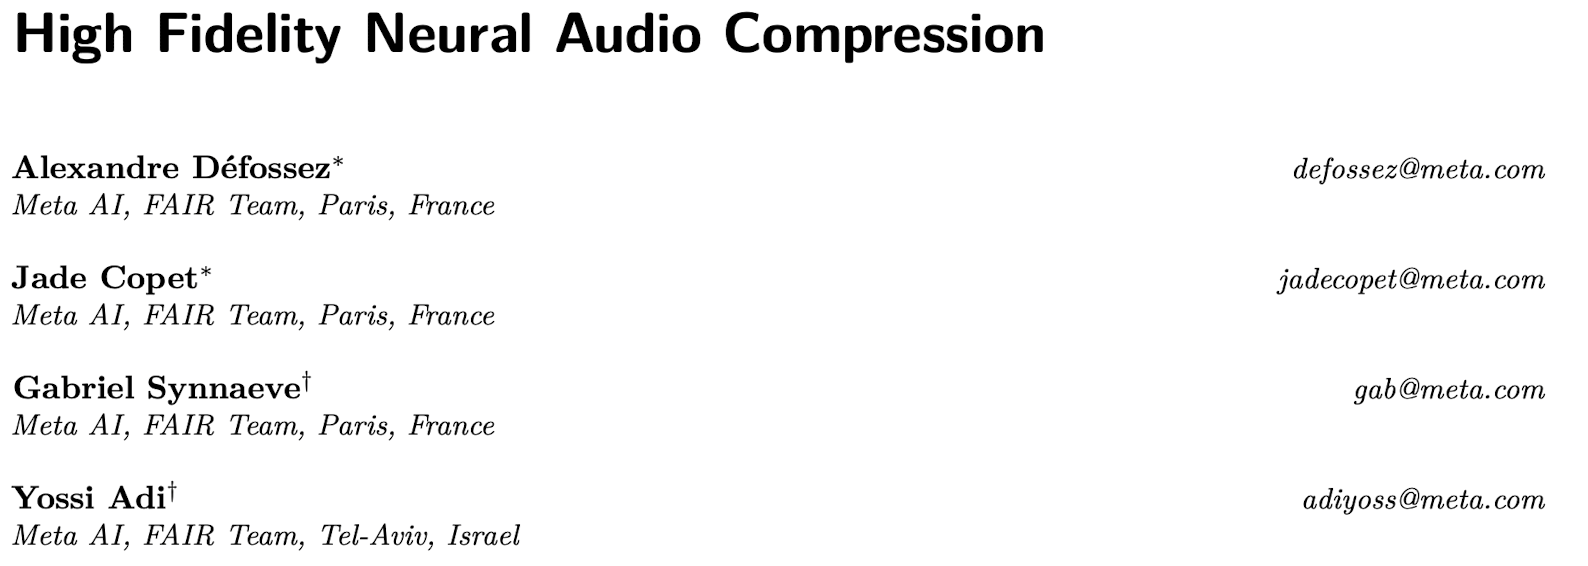 High Fidelity Neural Audio Compression
Alexandre Défossez* defossez@meta.com
Meta AI, FAIR Team, Paris, France
Jade Copet* jadecopet@meta.com
Meta AI, FAIR Team, Paris, France
Gabriel Synnaeve† gab@meta.com
Meta AI, FAIR Team, Paris, France
Yossi Adi† adiyoss@meta.com
Meta AI, FAIR Team, Tel-Aviv, Israel